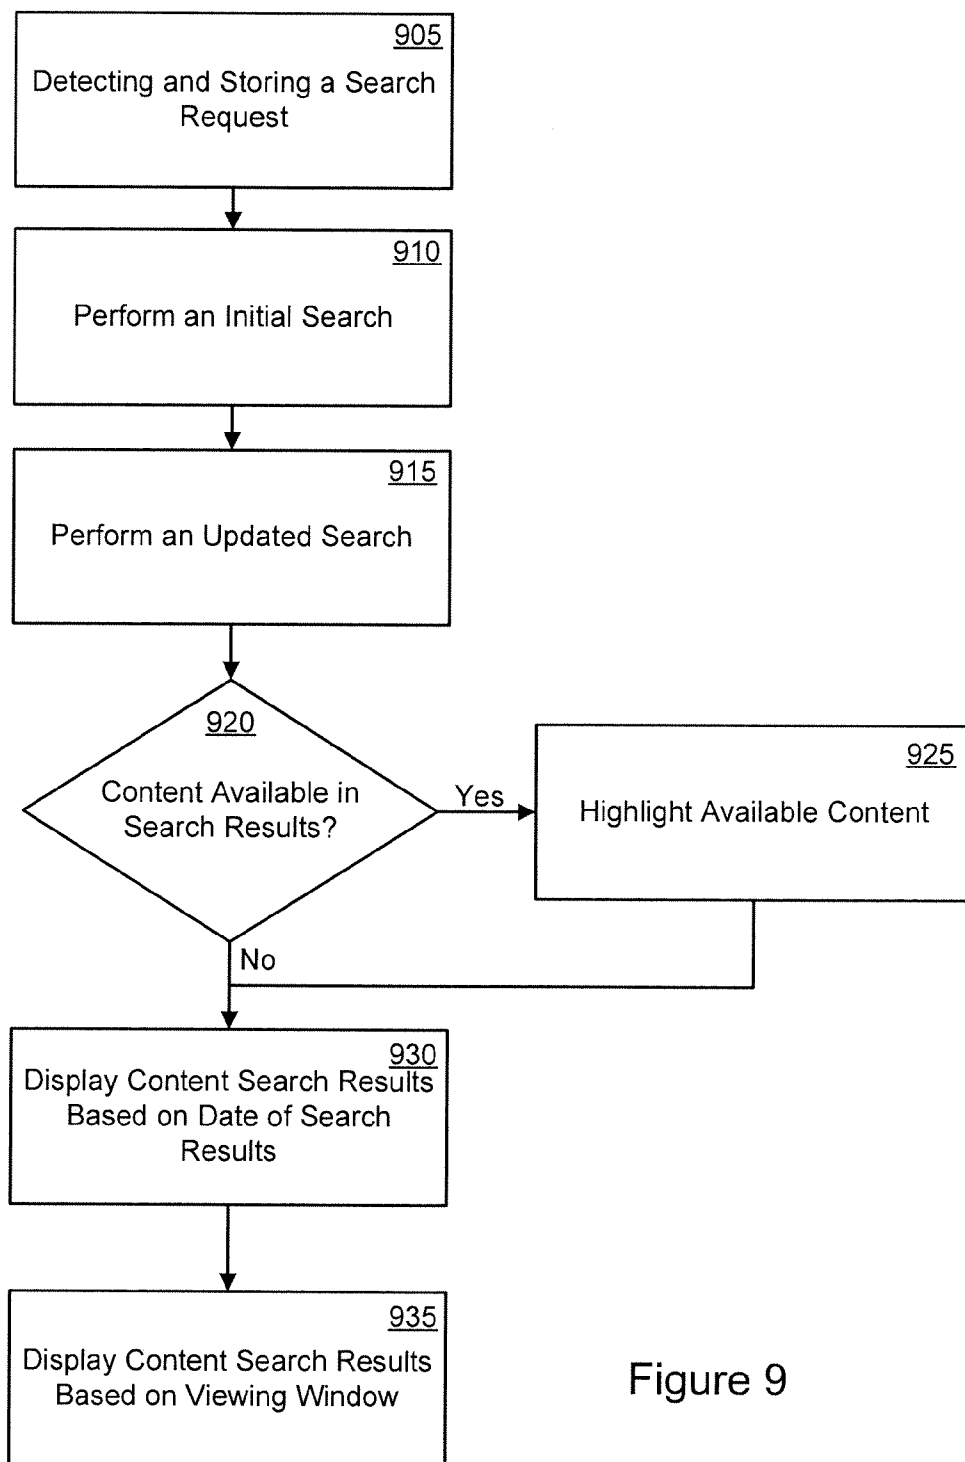 905
Detecting and Storing a Search
Request
910
Perform an Initial Search
915
Perform an Updated Search
920
Content Available in
Search Results?
Yes
925
Highlight Available Content
No
930
Display Content Search Results
Based on Date of Search
Results
935
Display Content Search Results
Based on Viewing Window
Figure 9